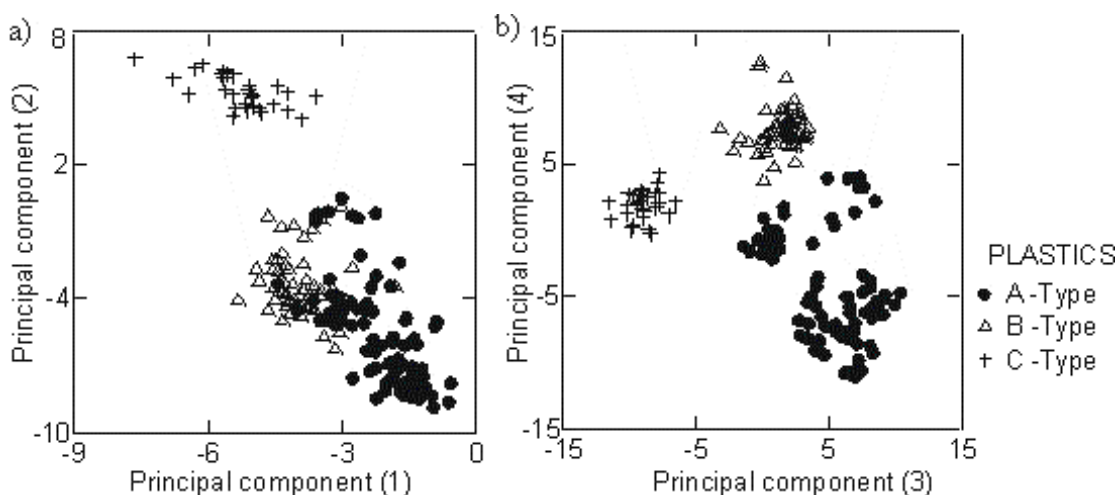 a)
8
2
-4
-10
-9
-6
-3
0
Principal component (2)
Principal component (1)
b)
15
5
-5
-15
-15
-5
5
15
Principal component (4)
Principal component (3)
PLASTICS
A -Type
B -Type
C -Type